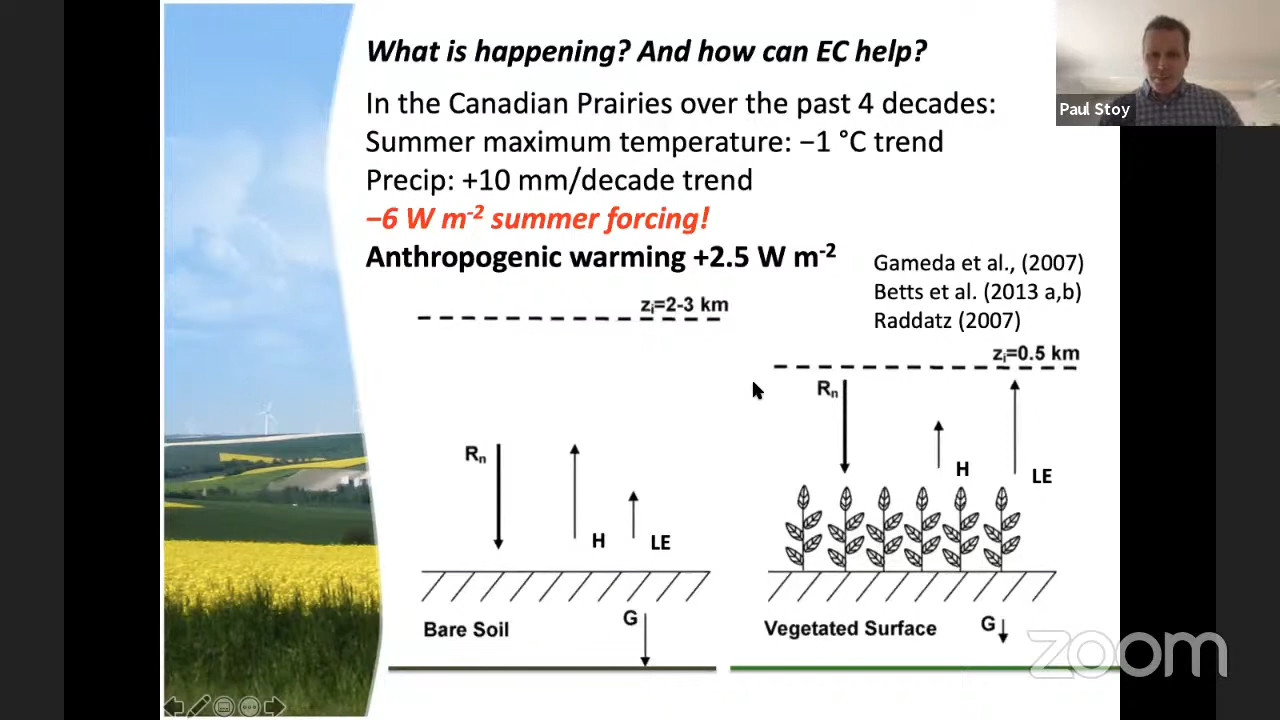 What is happening? And how can EC help?
In the Canadian Prairies over the past 4 decades:
Summer maximum temperature: −1 °C trend
Precip: +10 mm/decade trend
−6 W m-2 summer forcing!
Anthropogenic warming +2.5 W m-2
Gameda et al., (2007)
Betts et al. (2013 a,b)
Raddatz (2007)
Paul Stoy
zi=2-3 km
Rn
H
LE
G
Bare Soil
zi=0.5 km
Rn
H
LE
Vegetated Surface
G
zoom